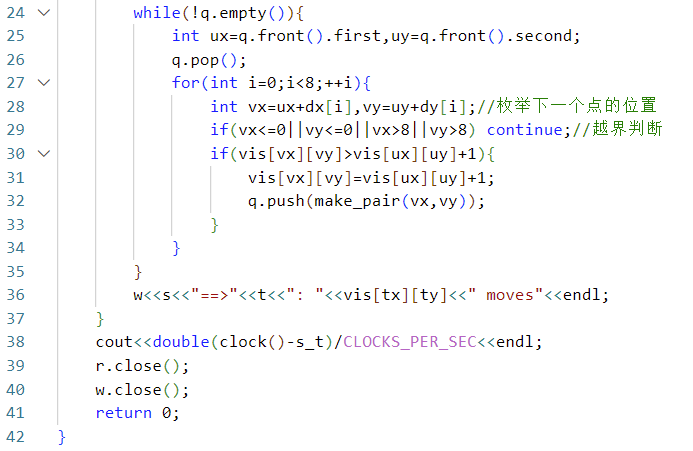 24 while(!q.empty()){
25 int ux=q.front().first,uy=q.front().second;
26 q.pop();
27 for(int i=0;i<8;++i){
28 int vx=ux+dx[i],vy=uy+dy[i];//枚举下一个点的位置
29 if(vx<=0||vy<=0||vx>8||vy>8) continue;//越界判断
30 if(vis[vx][vy]>vis[ux][uy]+1){
31 vis[vx][vy]=vis[ux][uy]+1;
32 q.push(make_pair(vx,vy));
33 }
34 }
35 }
36 w<<s<<"==>"<<t<<": "<<vis[tx][ty]<<" moves"<<endl;
37 }
38 cout<<double(clock()-s_t)/CLOCKS_PER_SEC<<endl;
39 r.close();
40 w.close();
41 return 0;
42 }